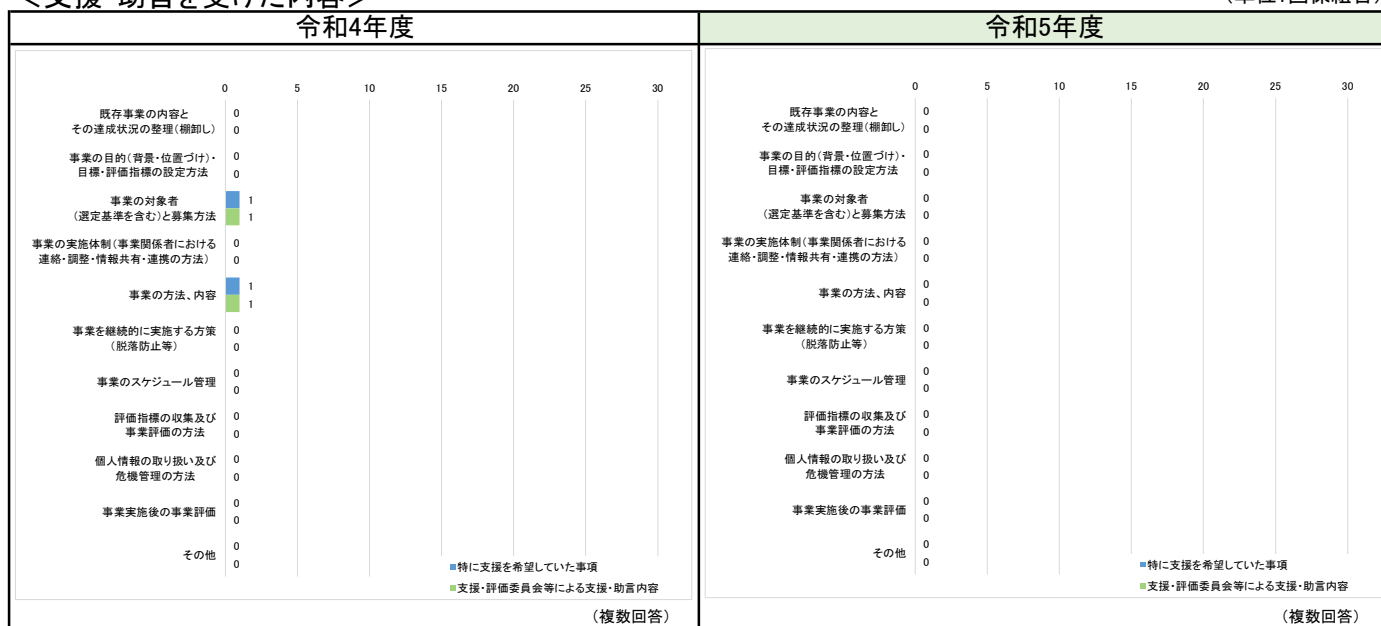 ＜支援・助言を受けた内容＞
（単位：国保組合）
令和4年度
0 5 10 15 20 25 30
既存事業の内容と
その達成状況の整理（棚卸し）
0
0
事業の目的（背景・位置づけ）・
目標・評価指標の設定方法
0
0
事業の対象者
（選定基準を含む）と募集方法
1
1
事業の実施体制（事業関係者における
連絡・調整・情報共有・連携の方法）
0
0
事業の方法、内容
1
1
事業を継続的に実施する方策
（脱落防止等）
0
0
事業のスケジュール管理
0
0
評価指標の収集及び
事業評価の方法
0
0
個人情報の取り扱い及び
危機管理の方法
0
0
事業実施後の事業評価
0
0
その他
0
0
■特に支援を希望していた事項
■支援・評価委員会等による支援・助言内容
（複数回答）
令和5年度
0 5 10 15 20 25 30
既存事業の内容と
その達成状況の整理（棚卸し）
0
0
事業の目的（背景・位置づけ）・
目標・評価指標の設定方法
0
0
事業の対象者
（選定基準を含む）と募集方法
0
0
事業の実施体制（事業関係者における
連絡・調整・情報共有・連携の方法）
0
0
事業の方法、内容
0
0
事業を継続的に実施する方策
（脱落防止等）
0
0
事業のスケジュール管理
0
0
評価指標の収集及び
事業評価の方法
0
0
個人情報の取り扱い及び
危機管理の方法
0
0
事業実施後の事業評価
0
0
その他
0
0
■特に支援を希望していた事項
■支援・評価委員会等による支援・助言内容
（複数回答）